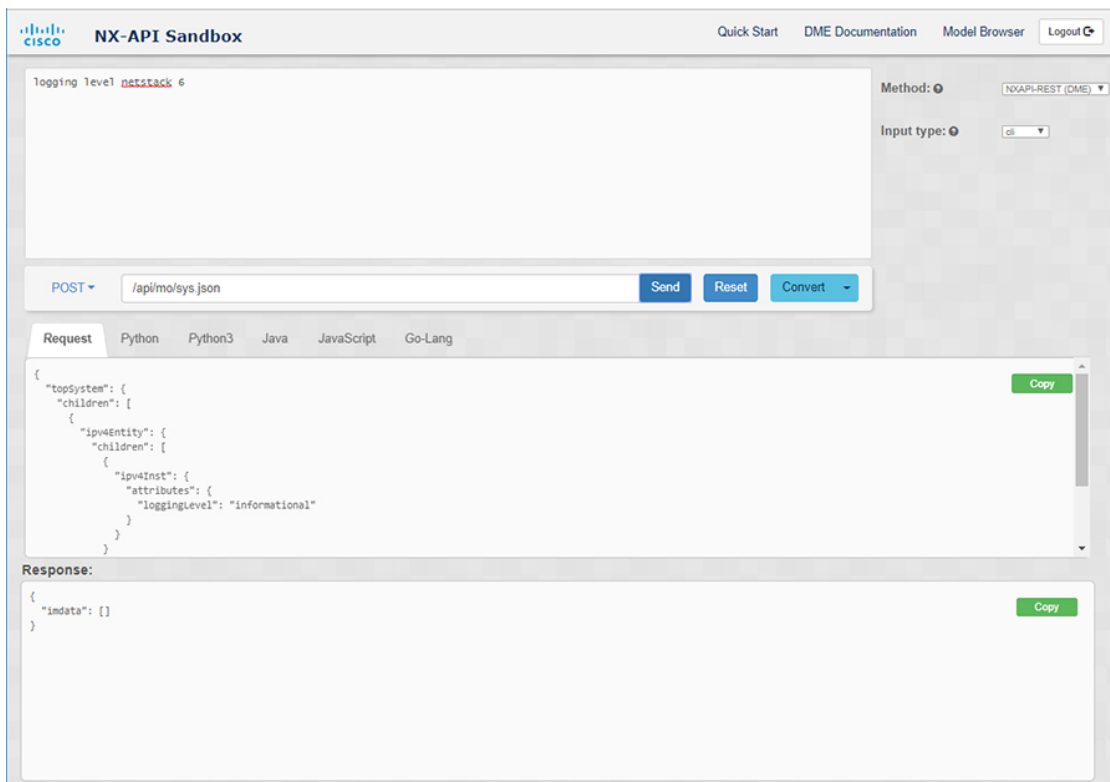 CISCO NX-API Sandbox Quick Start DME Documentation Model Browser Logout
logging level netstack 6
Method: NXAPI-REST (DME)
Input type: cli
POST /api/mo/sys.json Send Reset Convert
Request Python Python3 Java JavaScript Go-Lang
Copy
{
"topSystem": {
"children": [
{
"ipv4Entity": {
"children": [
{
"ipv4Inst": {
"attributes": {
"loggingLevel": "informational"
}
}
}
Response:
Copy
{
"imdata": []
}